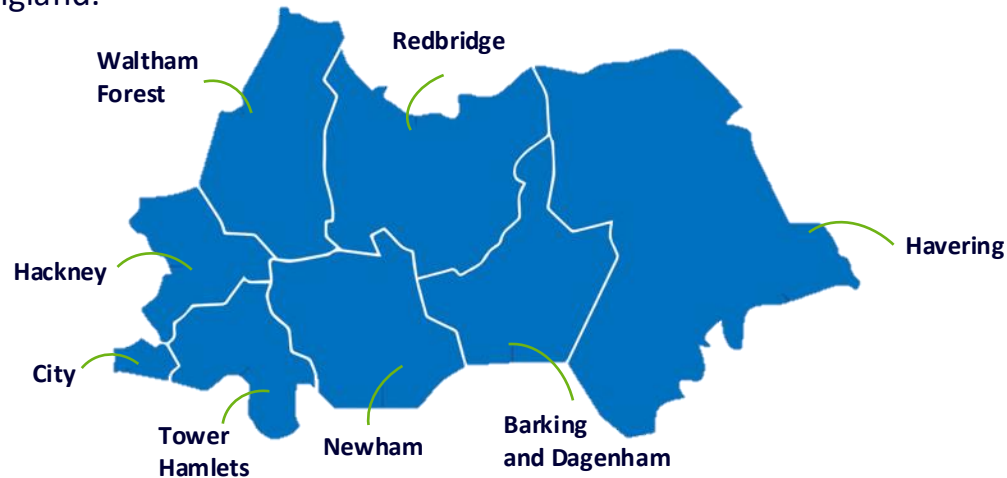 Redbridge
Waltham
Forest
Havering
Hackney
City
Barking
and Dagenham
Tower
Hamlets
Newham